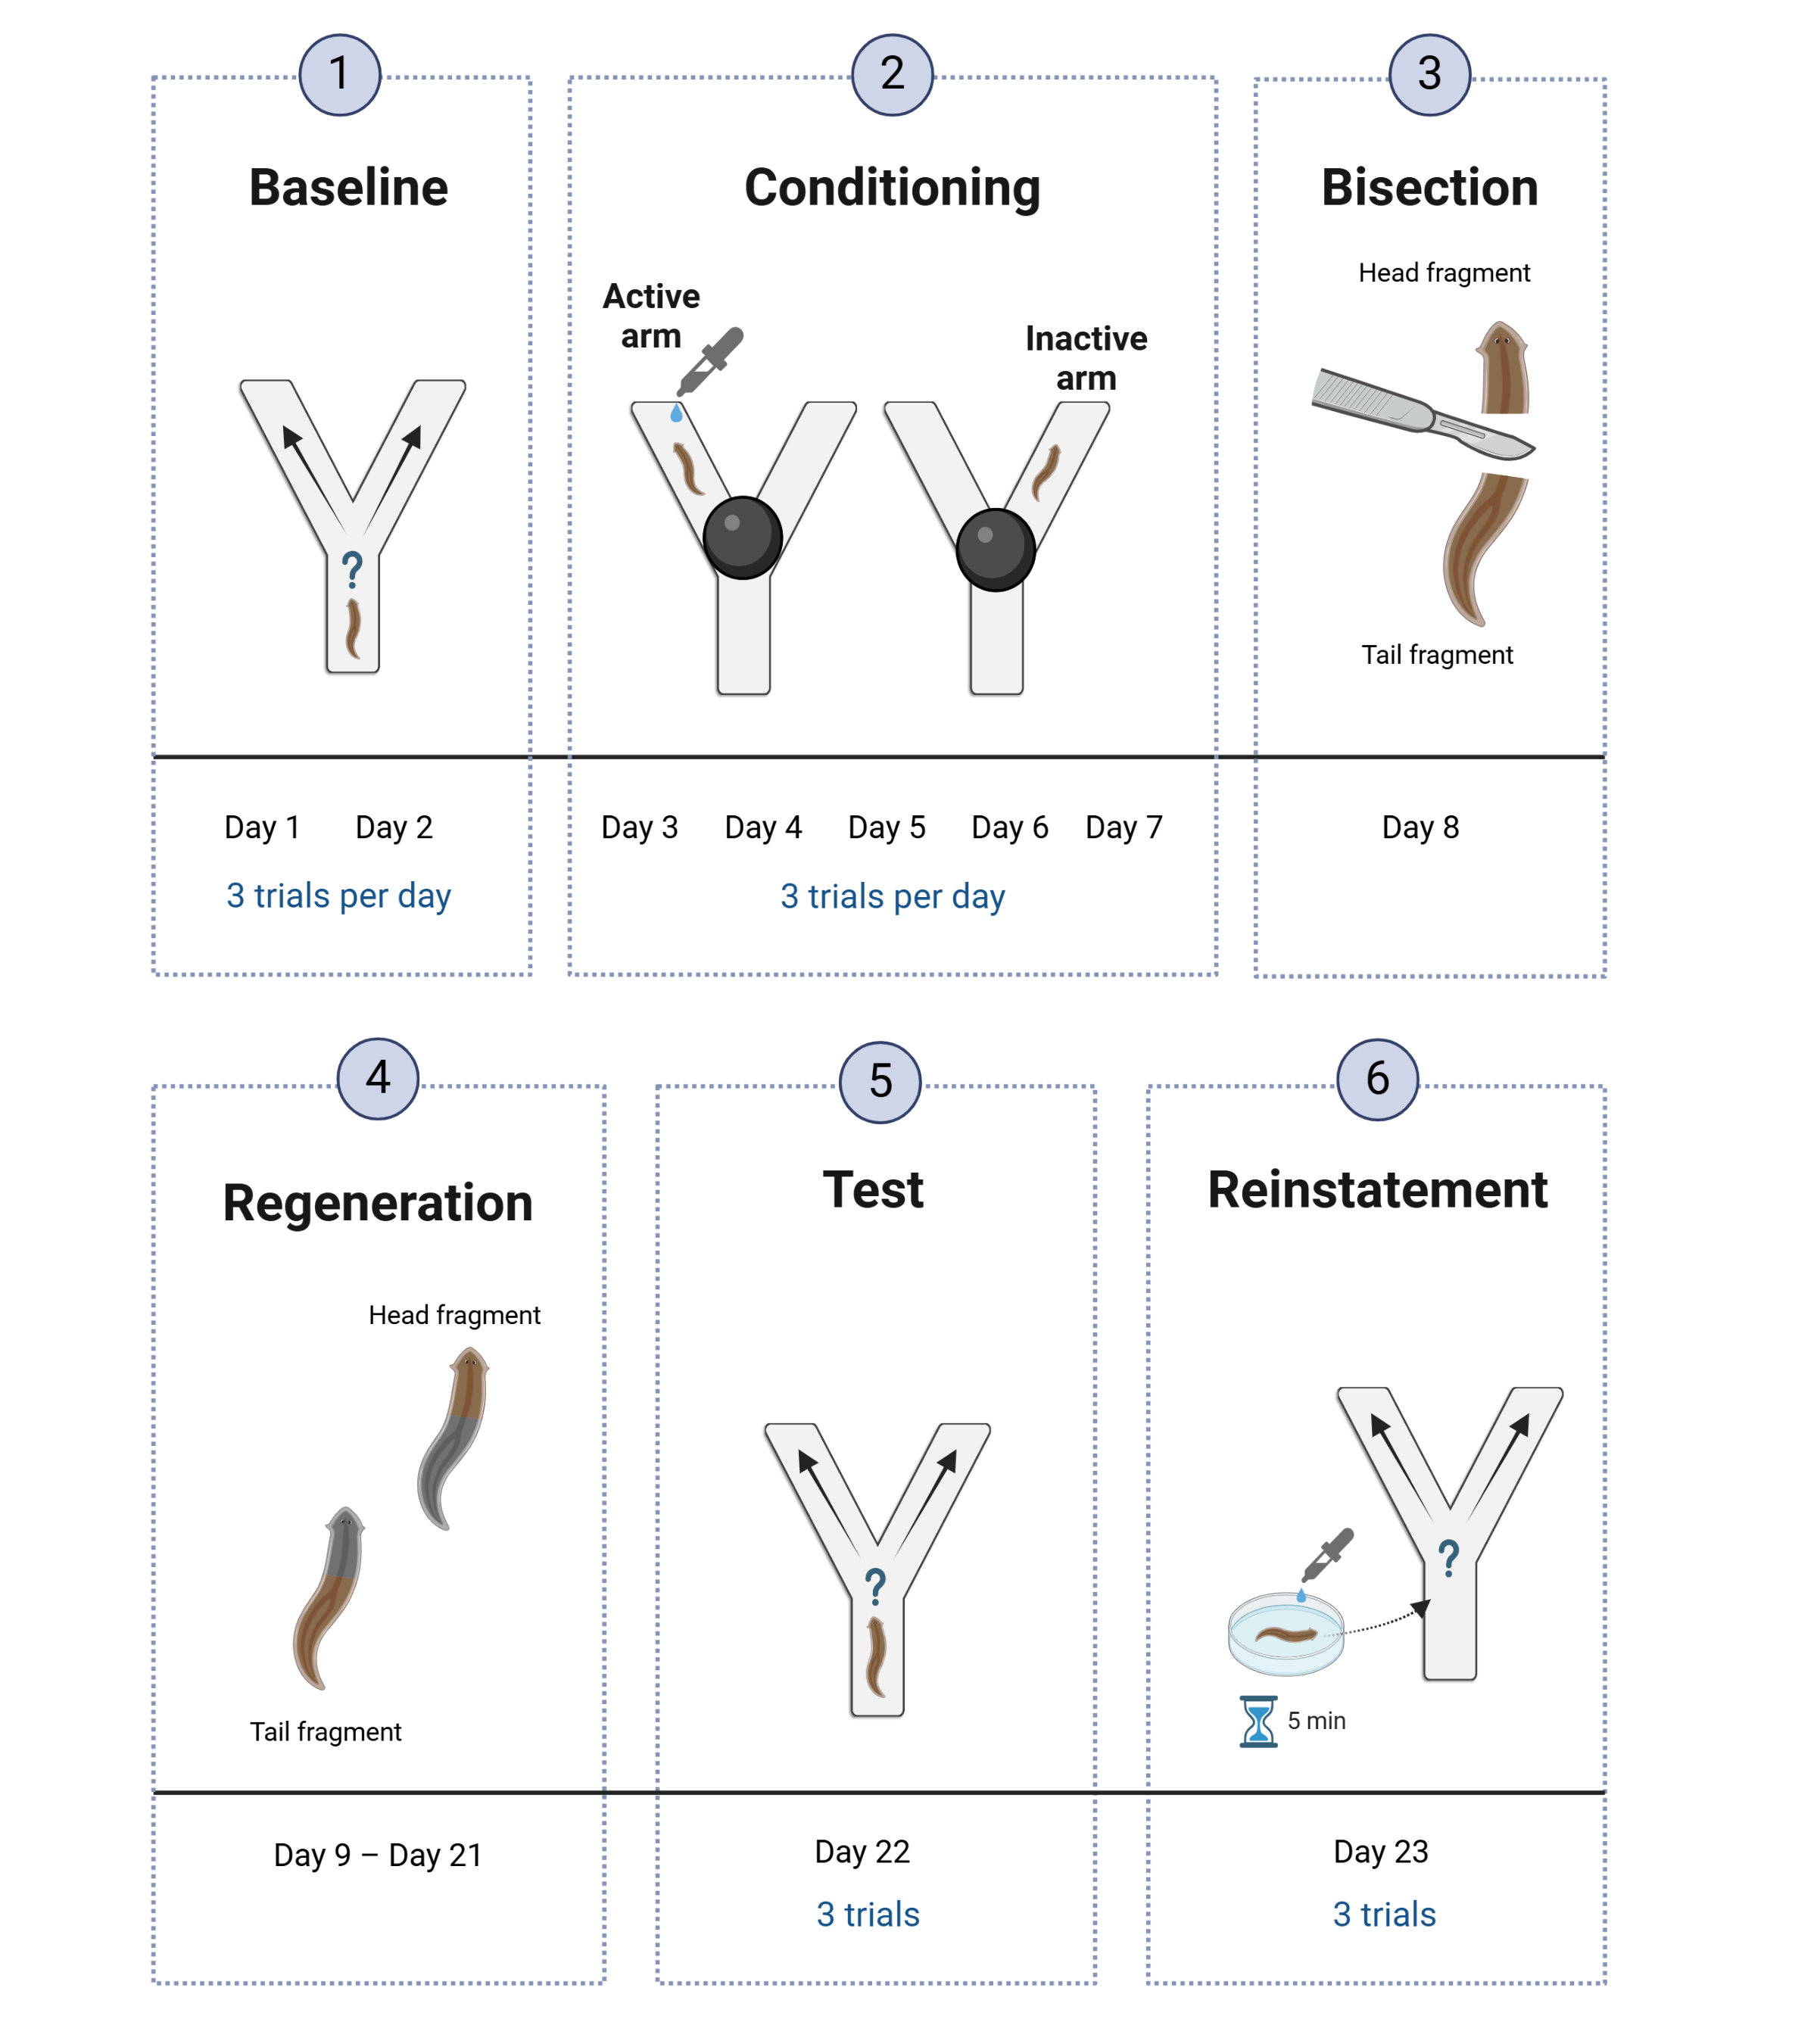 1
Baseline
?
Day 1
Day 2
3 trials per day
2
Conditioning
Active
arm
Inactive
arm
Day 3
Day 4
Day 5
Day 6
Day 7
3 trials per day
3
Bisection
Head fragment
Tail fragment
Day 8
4
Regeneration
Head fragment
Tail fragment
Day 9 – Day 21
5
Test
?
Day 22
3 trials
6
Reinstatement
?
5 min
Day 23
3 trials